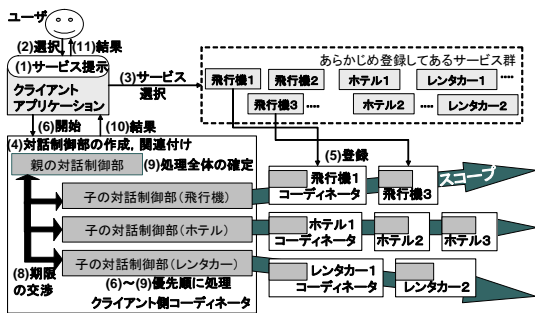 ユーザ
(2)選択
(11)結果
(1)サービス提示
クライアント
アプリケーション
(3)サービス
選択
あらかじめ登録してあるサービス群
飛行機1
飛行機2
ホテル1
レンタカー1
‥‥
飛行機3
‥‥
ホテル2
レンタカー2
(6)開始
(10)結果
(4)対話制御部の作成, 関連付け
親の対話制御部
(9)処理全体の確定
(5)登録
子の対話制御部(飛行機)
飛行機1
コーディネータ
飛行機3
スコープ
子の対話制御部(ホテル)
ホテル1
コーディネータ
ホテル2
ホテル3
子の対話制御部(レンタカー)
レンタカー1
コーディネータ
レンタカー2
(8)期限
の交渉
(6)～(9)優先順に処理
クライアント側コーディネータ